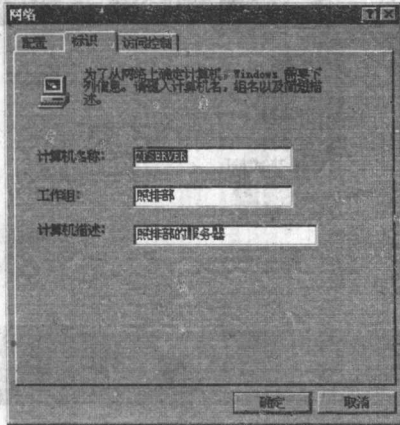 网络
配置 标识 访问控制
为了从网络上确定计算机，Windows 需要下
列信息。请键入计算机名、组名以及简短描
述。
计算机名称：
SERVER
工作组：
照排部
计算机描述：
照排部的服务器
确定 取消